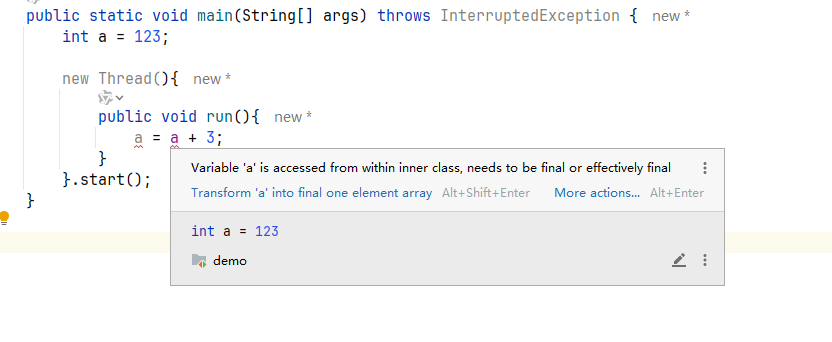 public static void main(String[] args) throws InterruptedException { new *
int a = 123;
new Thread(){ new *
public void run(){ new *
a = a + 3;
}
}.start();
}
Variable 'a' is accessed from within inner class, needs to be final or effectively final
Transform 'a' into final one element array Alt+Shift+Enter More actions... Alt+Enter
int a = 123
demo